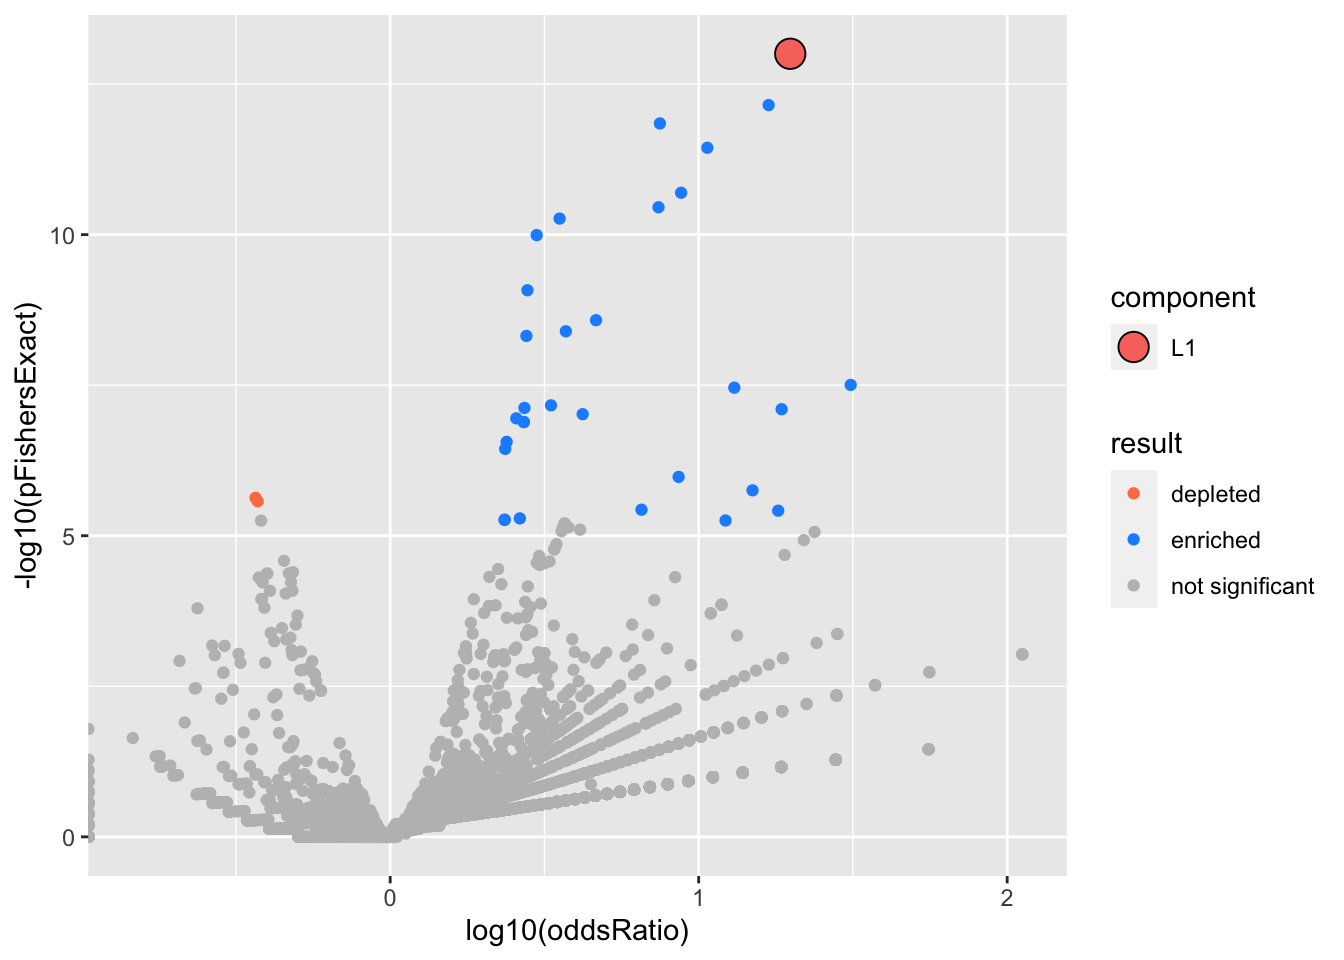 10
5
0
0
1
2
-log10(pFishersExact)
log10(oddsRatio)
component
L1
result
depleted
enriched
not significant